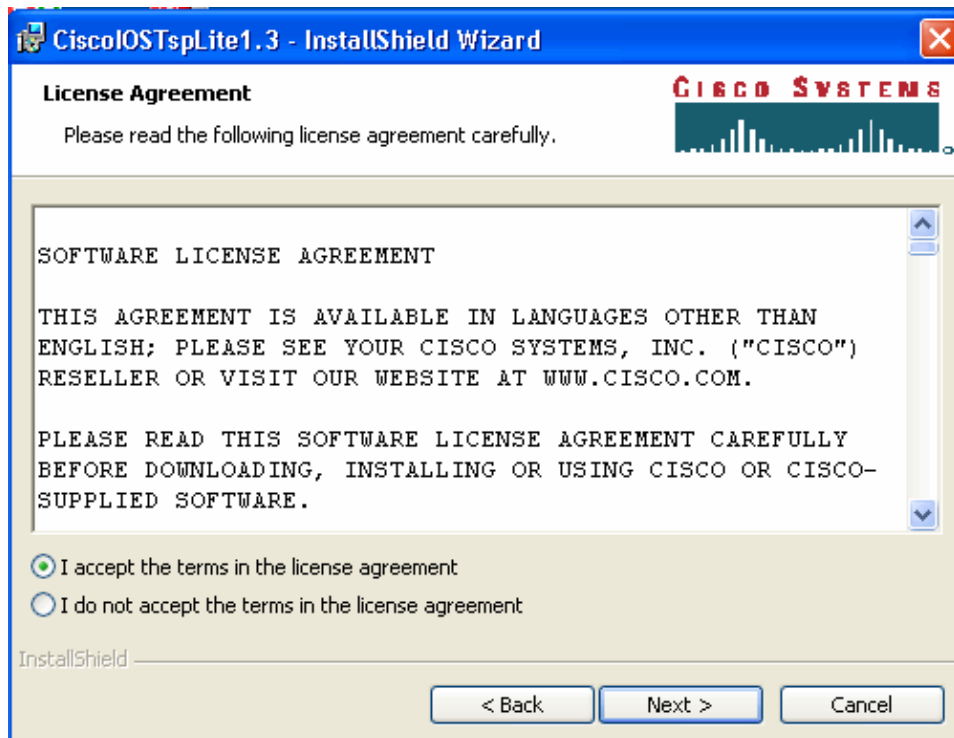 CiscoIOSTspLite1.3 - InstallShield Wizard
License Agreement
Please read the following license agreement carefully.
CISCO SYSTEMS
SOFTWARE LICENSE AGREEMENT
THIS AGREEMENT IS AVAILABLE IN LANGUAGES OTHER THAN
ENGLISH; PLEASE SEE YOUR CISCO SYSTEMS, INC. ("CISCO")
RESELLER OR VISIT OUR WEBSITE AT WWW.CISCO.COM.
PLEASE READ THIS SOFTWARE LICENSE AGREEMENT CAREFULLY
BEFORE DOWNLOADING, INSTALLING OR USING CISCO OR CISCO-
SUPPLIED SOFTWARE.
I accept the terms in the license agreement
I do not accept the terms in the license agreement
InstallShield
< Back
Next >
Cancel